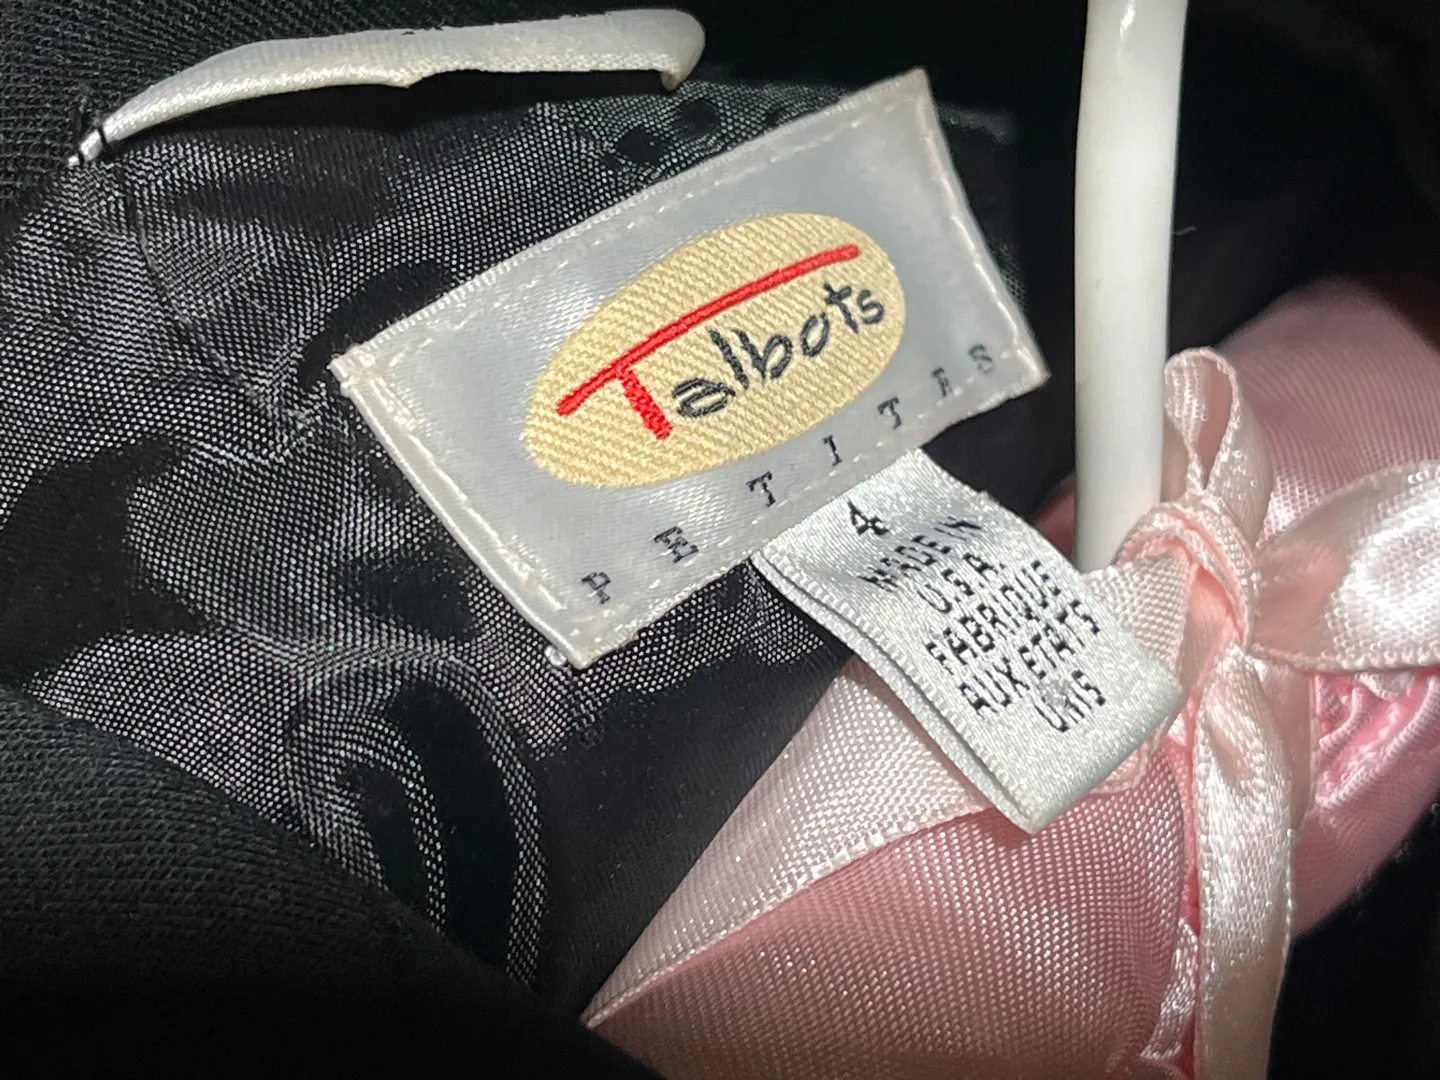 Talbots
PETITES
4
MADE IN
U.S.A.
FABRIQUE
AUX ETATS
UNIS